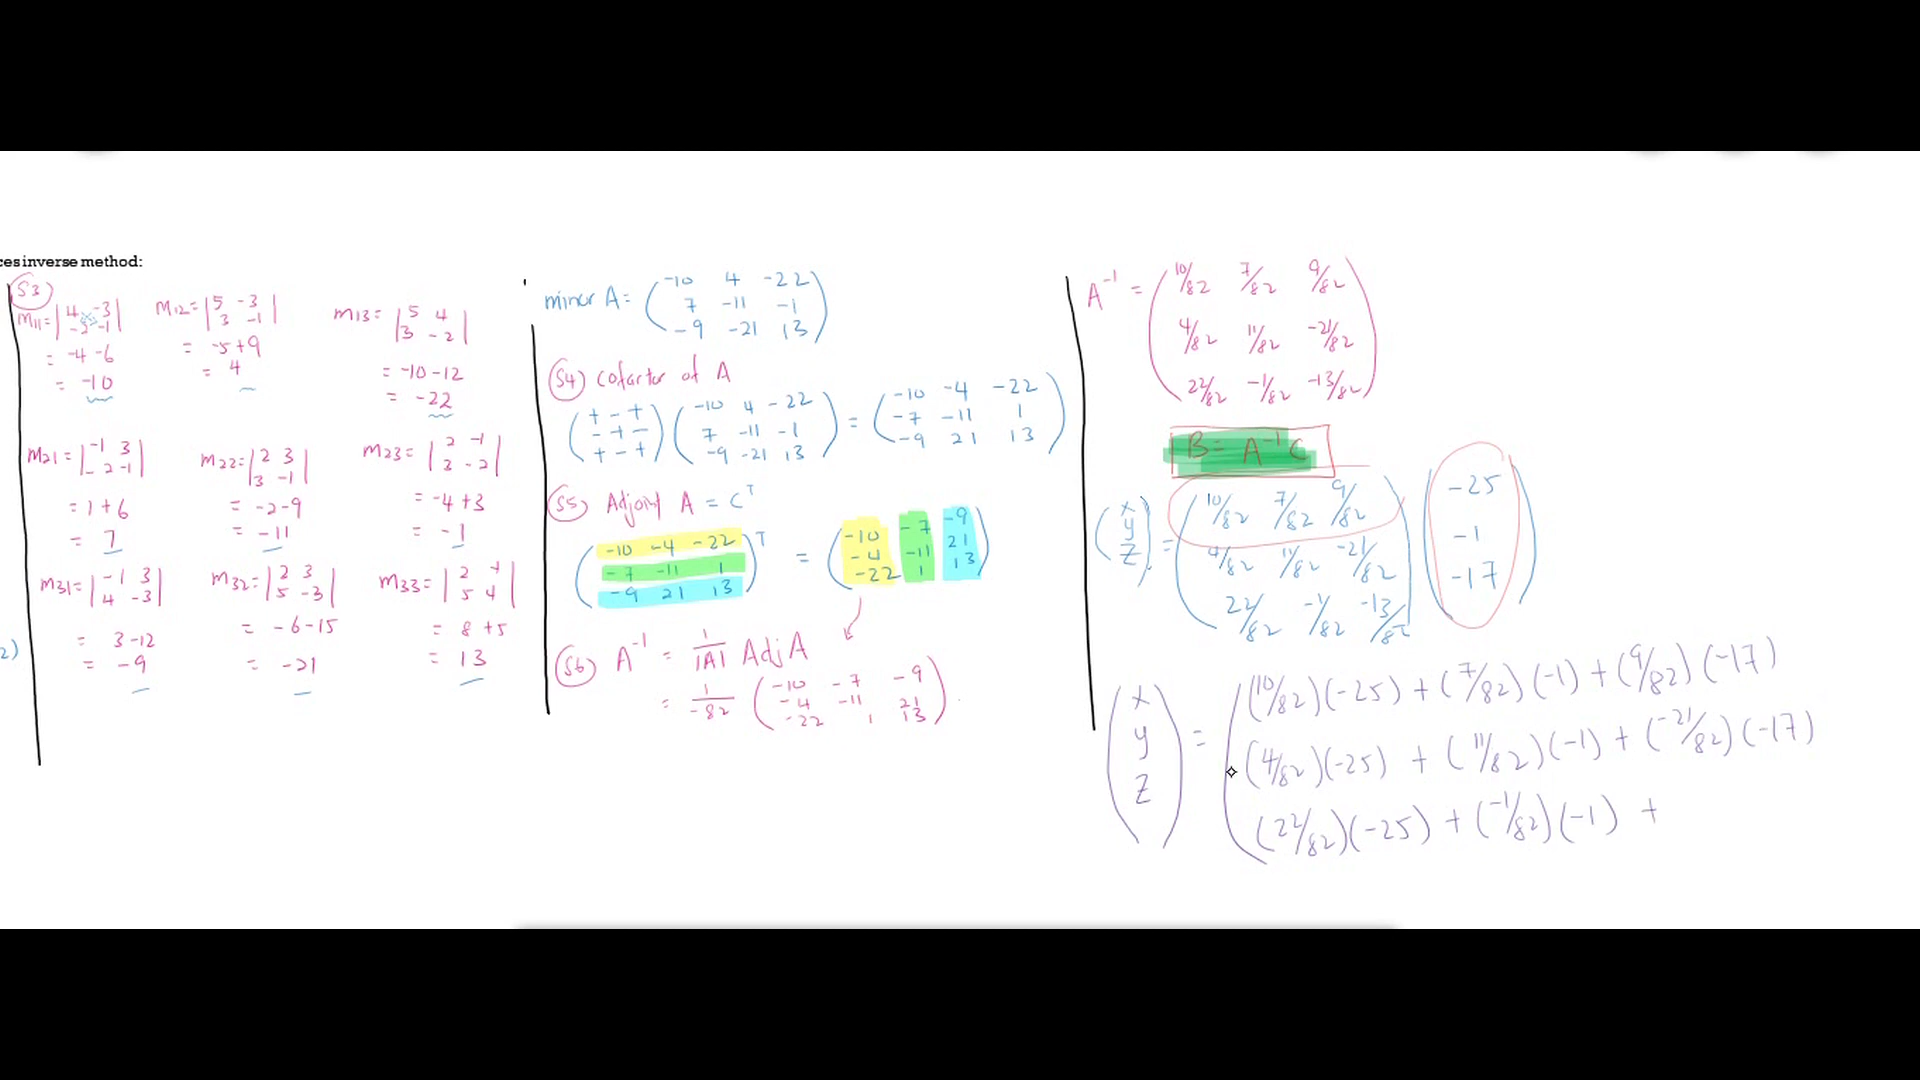 ces inverse method:
S3
M11 = | 4 -3 | M12 = | 5 -3 | M13 = | 5 4 |
| -2 -1 | | 3 -1 | | 3 -2 |
= -4 -6 = -5+9 = -10 -12
= -10 = 4 = -22
M21 = | -1 3 | M22 = | 2 3 | M23 = | 2 -1 |
| -2 -1 | | 3 -1 | | 3 -2 |
= 1+6 = -2-9 = -4+3
= 7 = -11 = -1
M31 = | -1 3 | M32 = | 2 3 | M33 = | 2 -1 |
| 4 -3 | | 5 -3 | | 5 4 |
= 3-12 = -6-15 = 8+5
= -9 = -21 = 13
2)
minor A = ( -10 4 -22 )
( 7 -11 -1 )
( -9 -21 13 )
S4) cofactor of A
( + - + ) ( -10 4 -22 ) = ( -10 -4 -22 )
( - + - ) ( 7 -11 -1 ) ( -7 -11 1 )
( + - + ) ( -9 -21 13 ) ( -9 21 13 )
S5) Adjoint A = C^T
( -10 -4 -22 )^T = ( -10 -7 -9 )
( -7 -11 1 ) ( -4 -11 21 )
( -9 21 13 ) ( -22 1 13 )
S6) A^-1 = 1/|A| Adj A
= 1/-82 ( -10 -7 -9 )
( -4 -11 21 )
( -22 1 13 )
A^-1 = ( 10/82 7/82 9/82 )
( 4/82 11/82 -21/82 )
( 22/82 -1/82 -13/82 )
B = A^-1 C
( x ) = ( 10/82 7/82 9/82 ) ( -25 )
( y ) ( 4/82 11/82 -21/82 ) ( -1 )
( z ) ( 22/82 -1/82 -13/82 ) ( -17 )
( x ) = ( (10/82)(-25) + (7/82)(-1) + (9/82)(-17)
( y ) (4/82)(-25) + (11/82)(-1) + (-21/82)(-17)
( z ) (22/82)(-25) + (-1/82)(-1) +